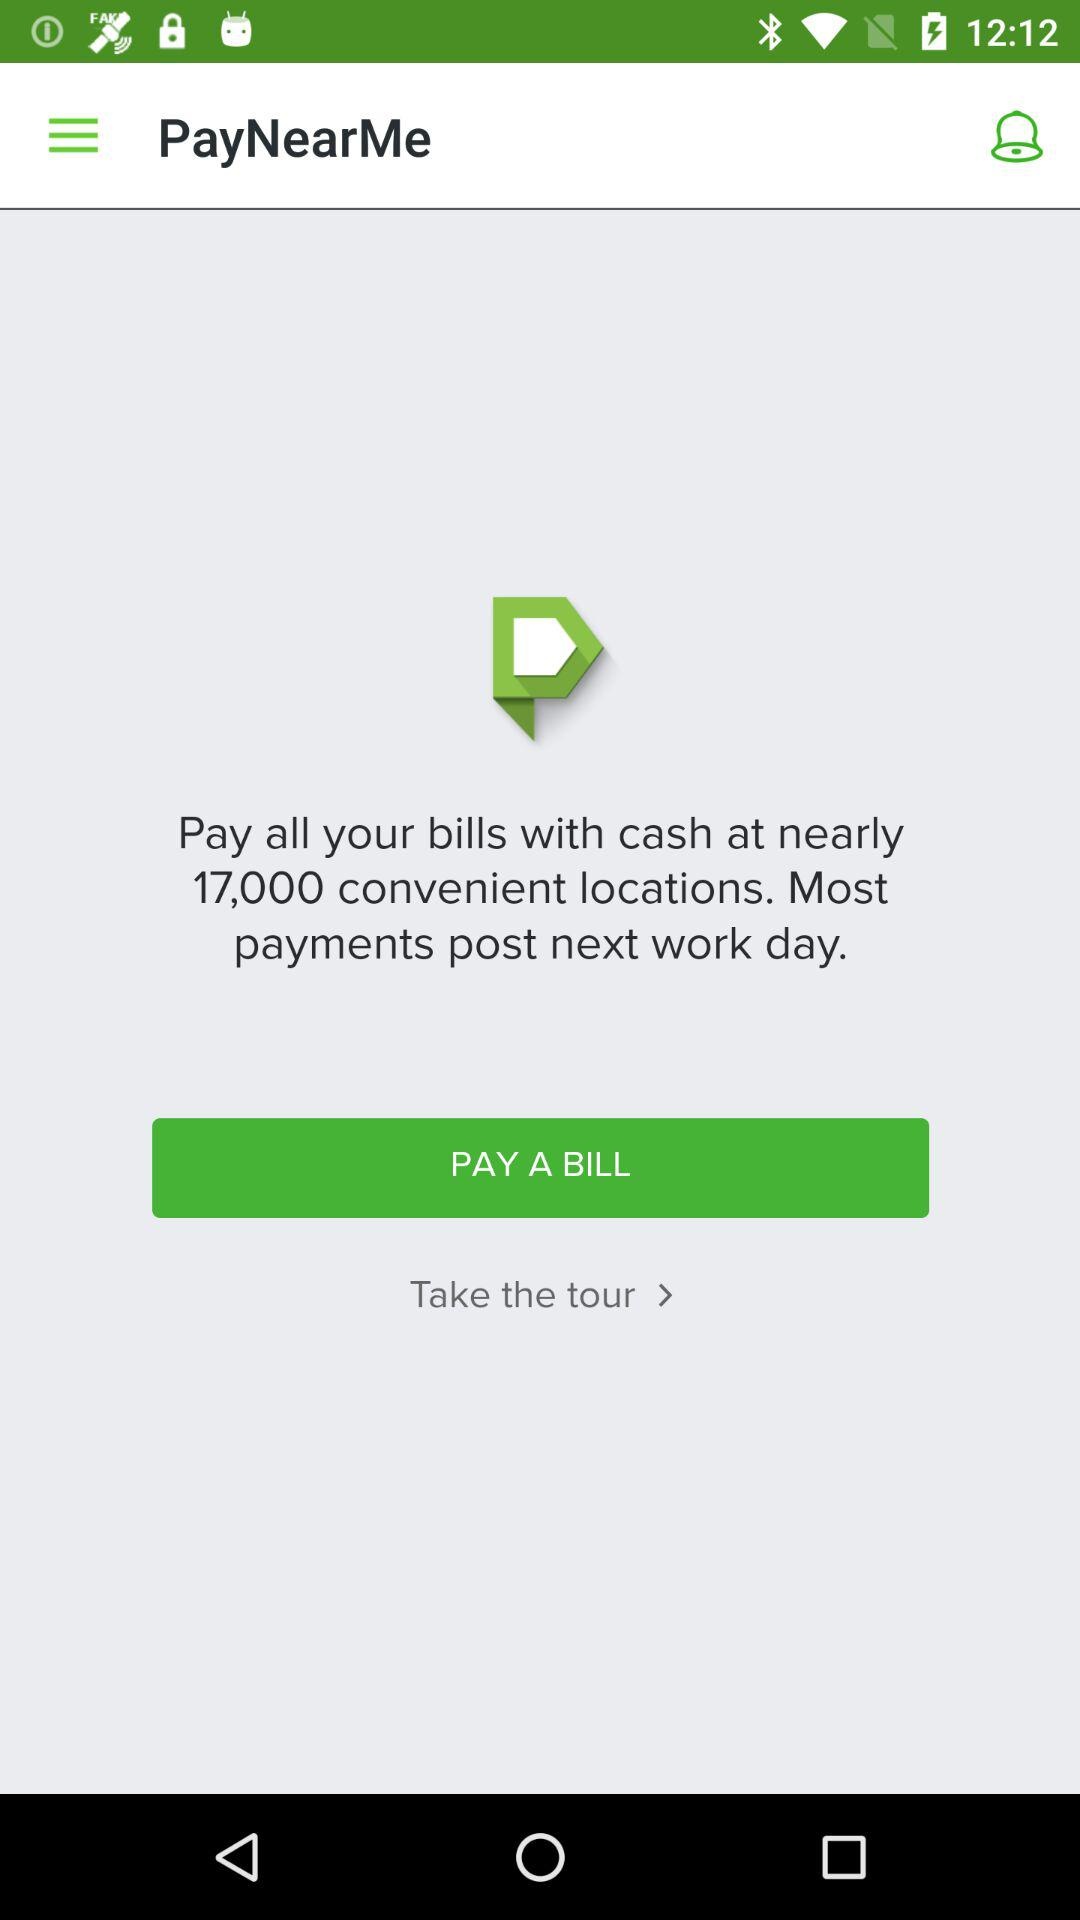 FAKE
12:12
PayNearMe
Pay all your bills with cash at nearly
17,000 convenient locations. Most
payments post next work day.
PAY A BILL
Take the tour